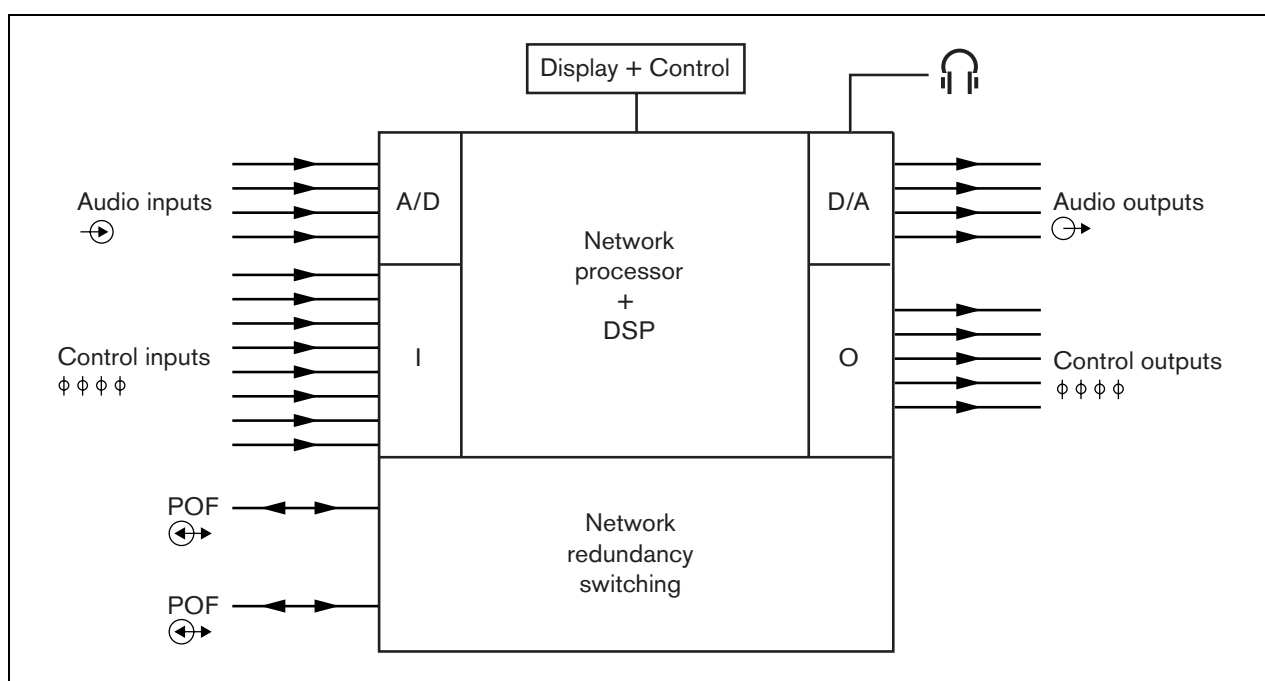 Display + Control
Audio inputs
A/D
D/A
Audio outputs
Network
processor
+
DSP
Control inputs
I
O
Control outputs
POF
Network
redundancy
switching
POF